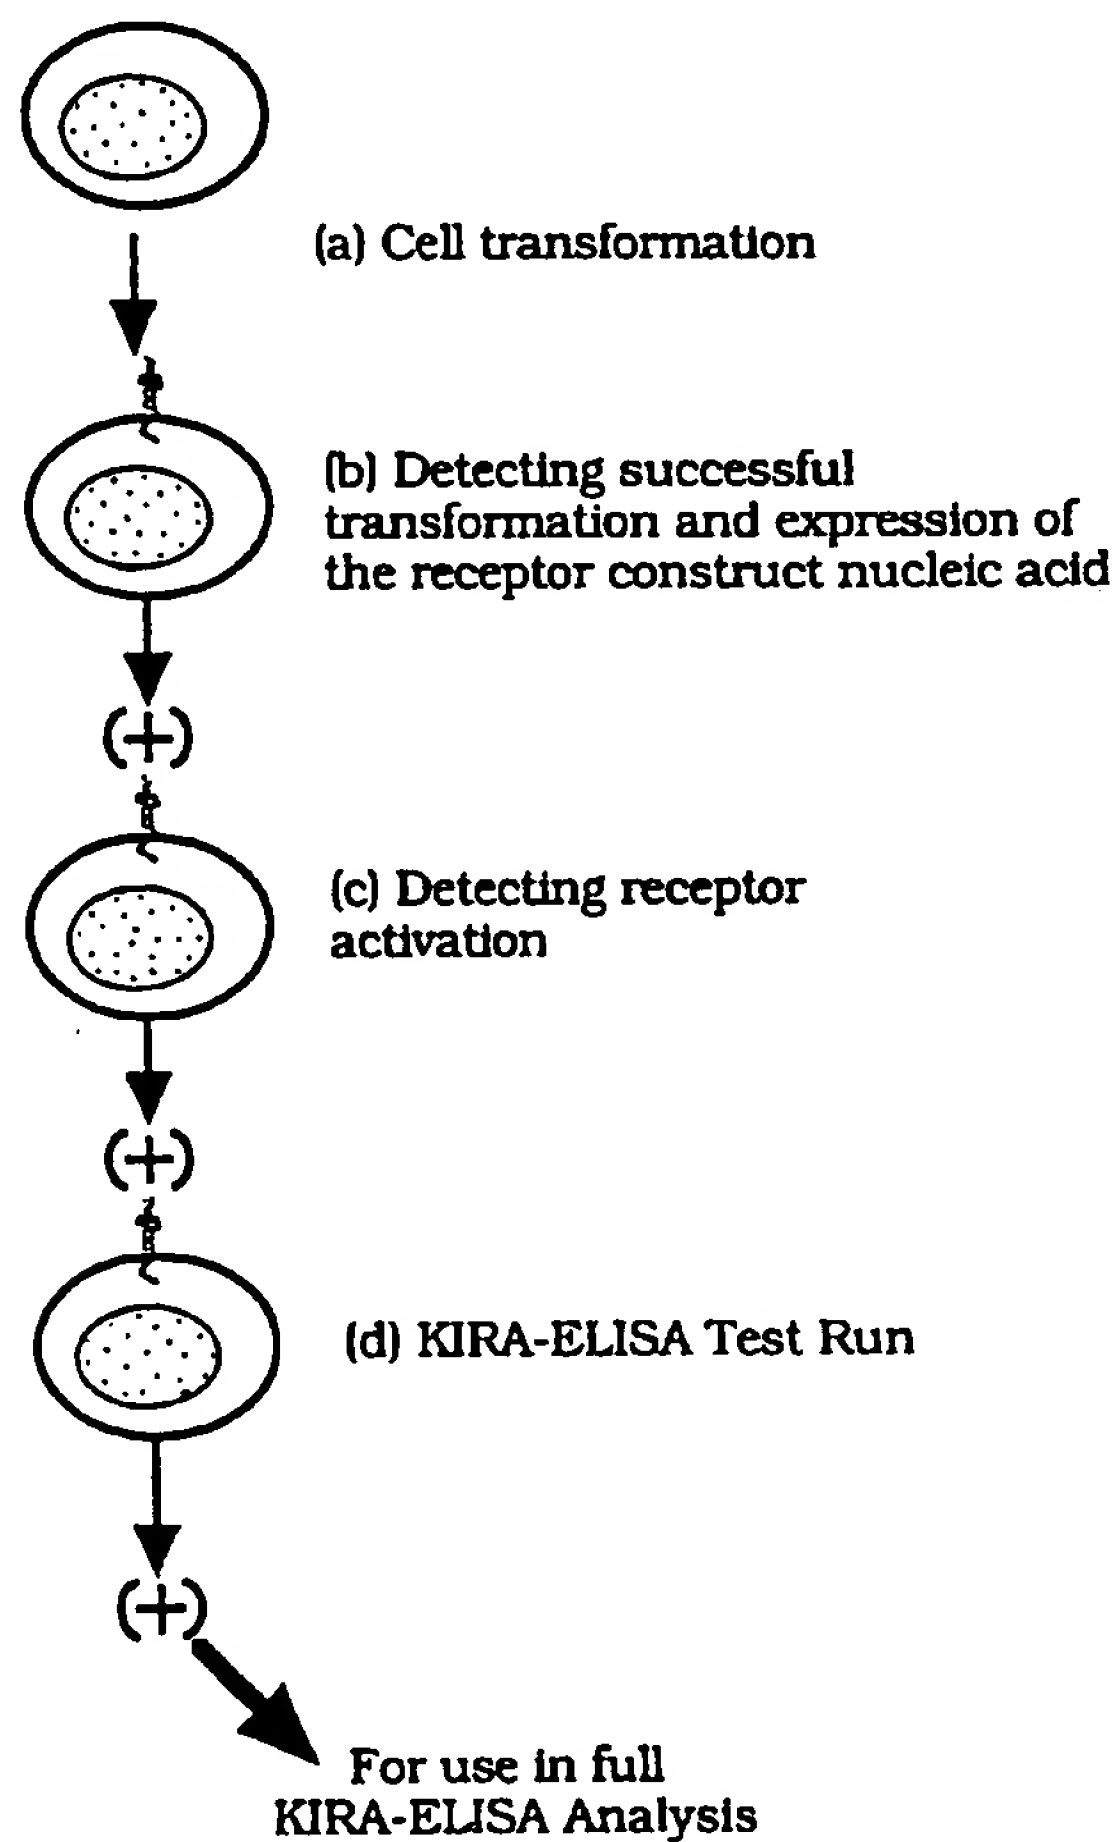 (a) Cell transformation
(b) Detecting successful
transformation and expression of
the receptor construct nucleic acid
(+)
(c) Detecting receptor
activation
(+)
(d) KIRA-ELISA Test Run
(+)
For use in full
KIRA-ELISA Analysis